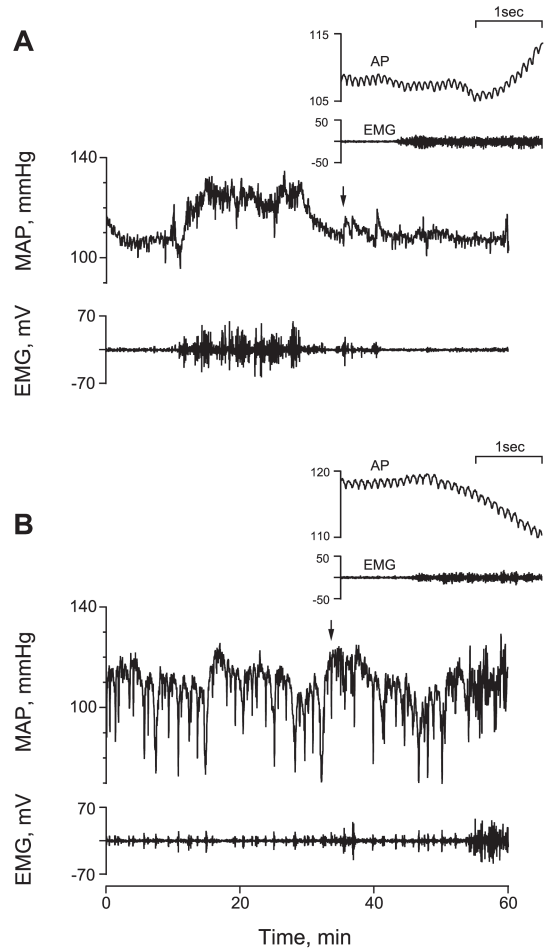 1sec
A
115
AP
105
50
EMG
-50
140
MAP, mmHg
100
70
EMG, mV
-70
1sec
120
AP
110
B
50
EMG
-50
140
MAP, mmHg
100
70
EMG, mV
-70
0 20 40 60
Time, min